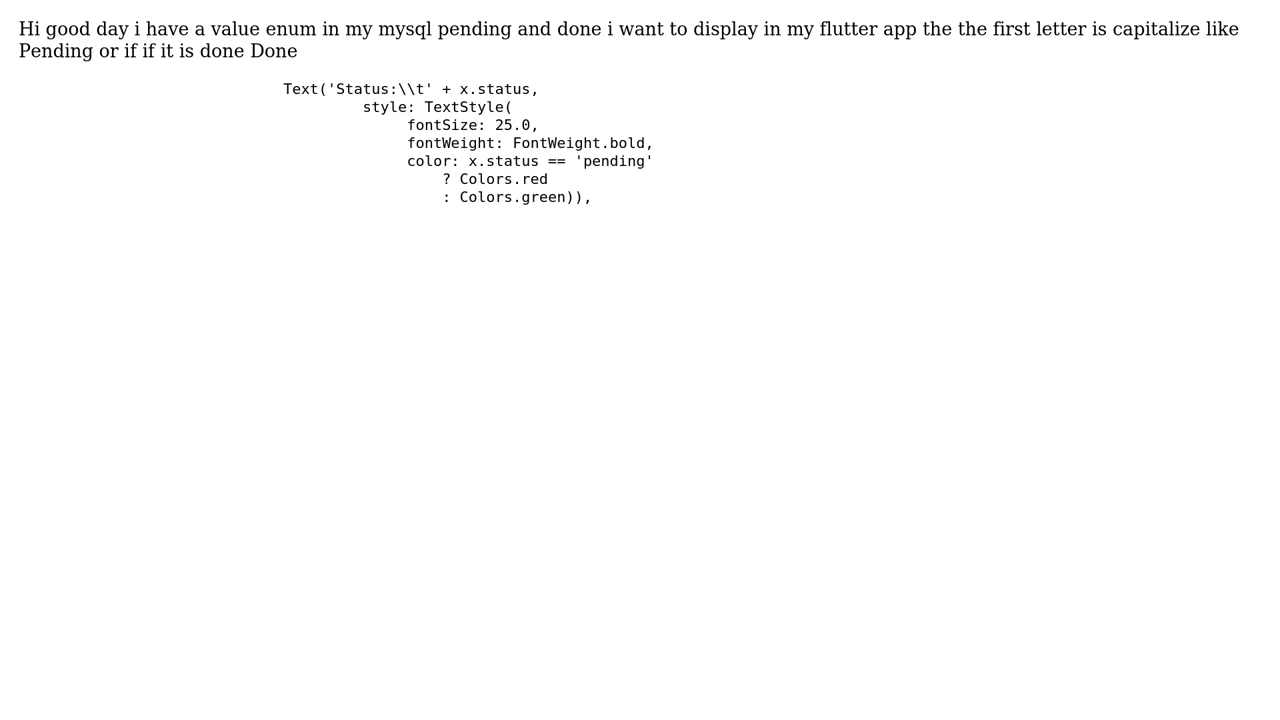 Hi good day i have a value enum in my mysql pending and done i want to display in my flutter app the the first letter is capitalize like
Pending or if if it is done Done
Text('Status:\\t' + x.status,
style: TextStyle(
fontSize: 25.0,
fontWeight: FontWeight.bold,
color: x.status == 'pending'
? Colors.red
: Colors.green)),